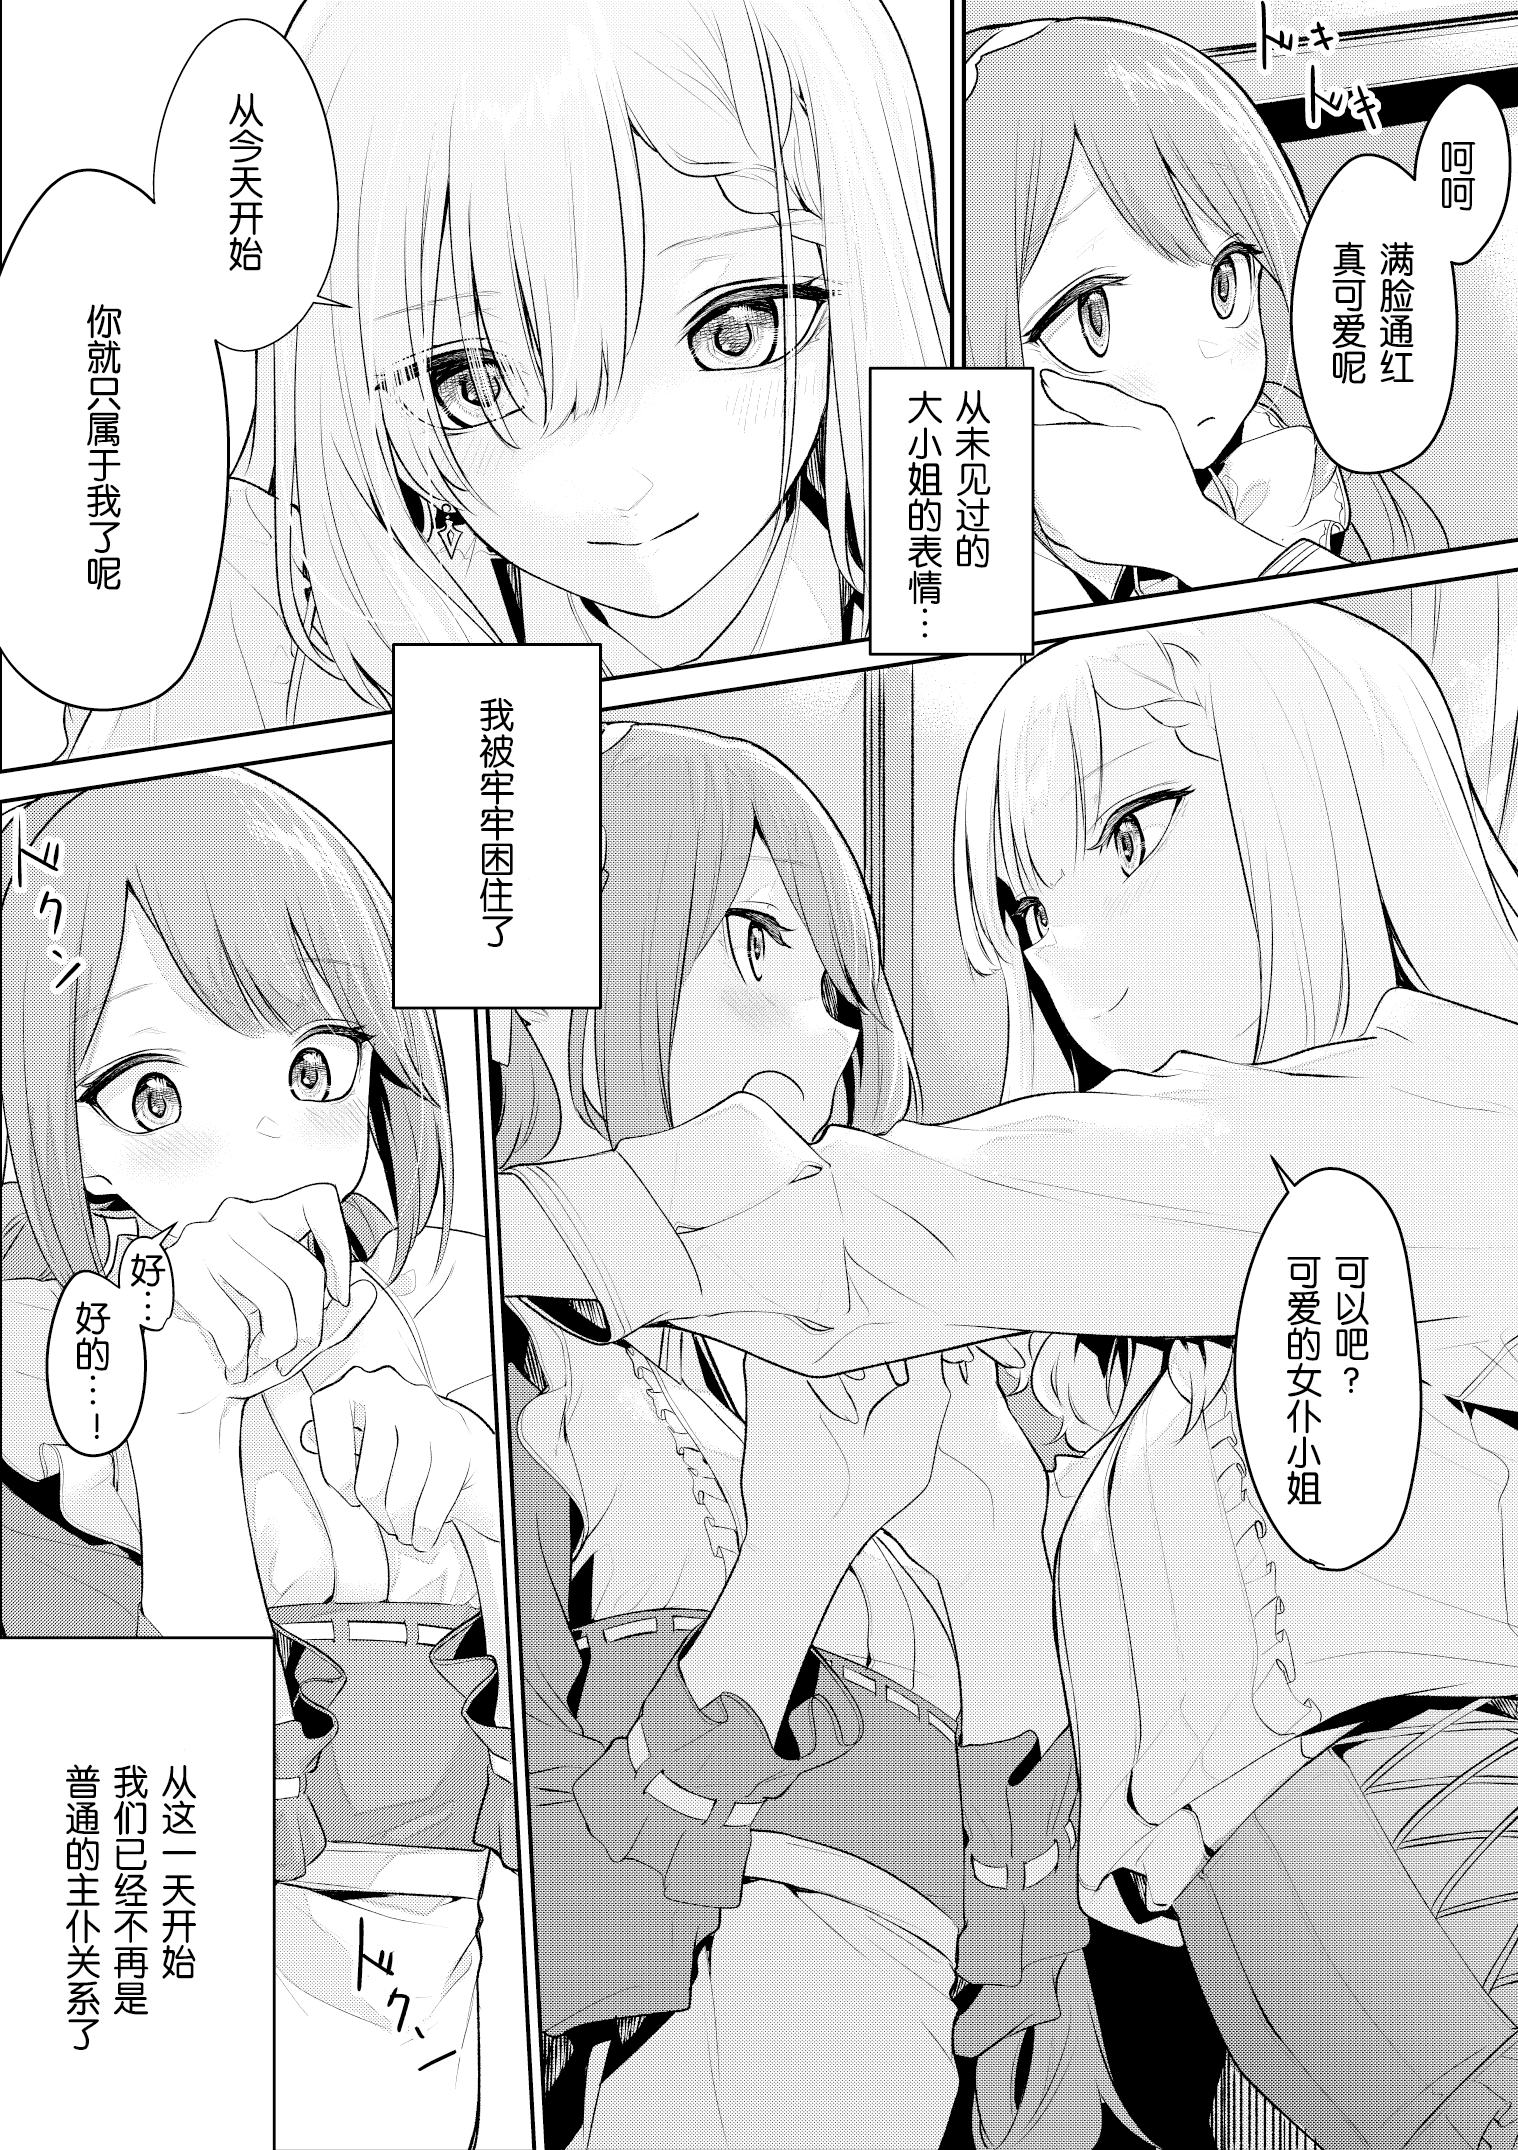 ドキ
ドキ
呵呵
满脸通红
真可爱呢
从未见过的
大小姐的表情…
从今天开始
你就只属于我了呢
我被牢牢困住了
可以吧？
可爱的女仆小姐
ドクン
好…
好的…！
ドクン
从这一天开始
我们已经不再是
普通的主仆关系了